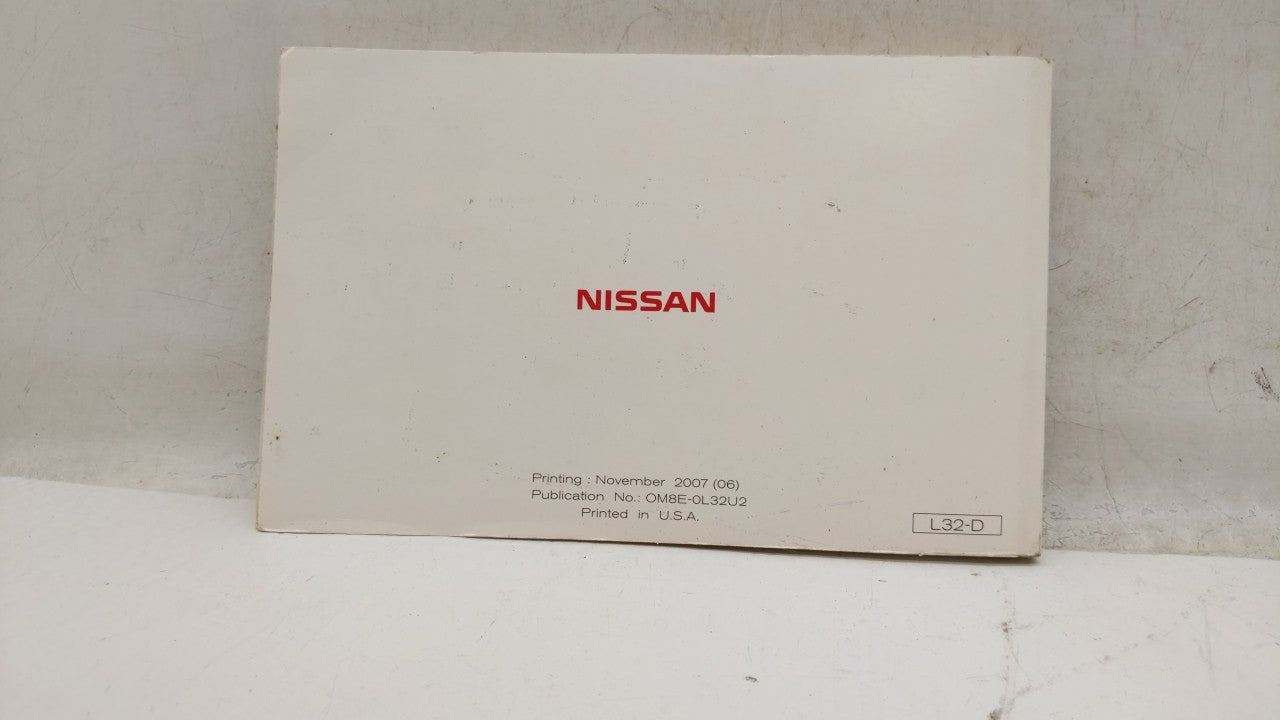 NISSAN
Printing : November 2007 (06)
Publication No.: OM8E-0L32U2
Printed in U.S.A.
L32-D